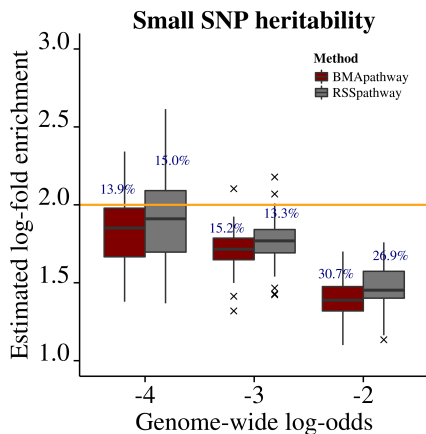 Small SNP heritability
Estimated log-fold enrichment
3.0
2.5
2.0
1.5
1.0
Method
BMApathway
RSSpathway
13.9%
15.0%
15.2%
13.3%
30.7%
26.9%
-4
-3
-2
Genome-wide log-odds